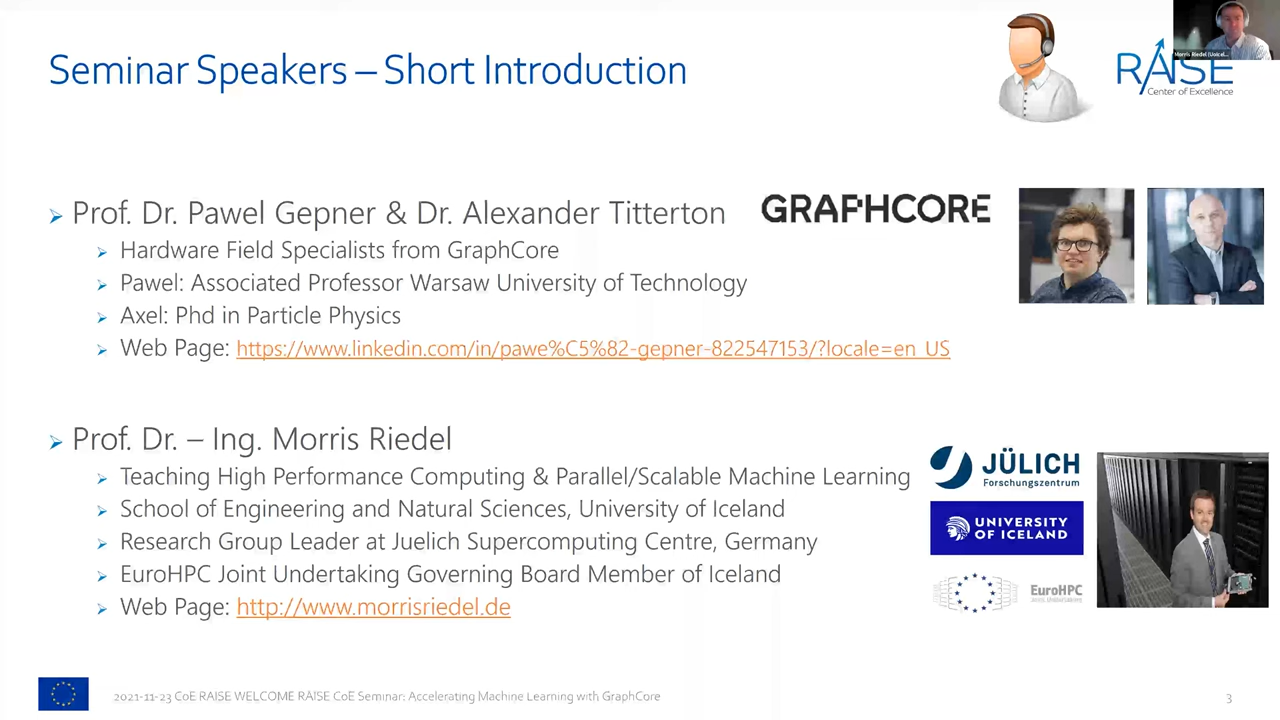 Seminar Speakers – Short Introduction
Morris Riedel
RAISE
Center of Excellence
Prof. Dr. Pawel Gepner & Dr. Alexander Titterton
GRAPHCORE
Hardware Field Specialists from GraphCore
Pawel: Associated Professor Warsaw University of Technology
Axel: Phd in Particle Physics
Web Page: https://www.linkedin.com/in/pawe%C5%82-gepner-822547153/?locale=en_US
Prof. Dr. – Ing. Morris Riedel
Teaching High Performance Computing & Parallel/Scalable Machine Learning
School of Engineering and Natural Sciences, University of Iceland
Research Group Leader at Juelich Supercomputing Centre, Germany
EuroHPC Joint Undertaking Governing Board Member of Iceland
Web Page: http://www.morrisriedel.de
JÜLICH
Forschungszentrum
UNIVERSITY
OF ICELAND
EuroHPC
2021-11-23 CoE RAISE WELCOME RAISE CoE Seminar: Accelerating Machine Learning with GraphCore
3